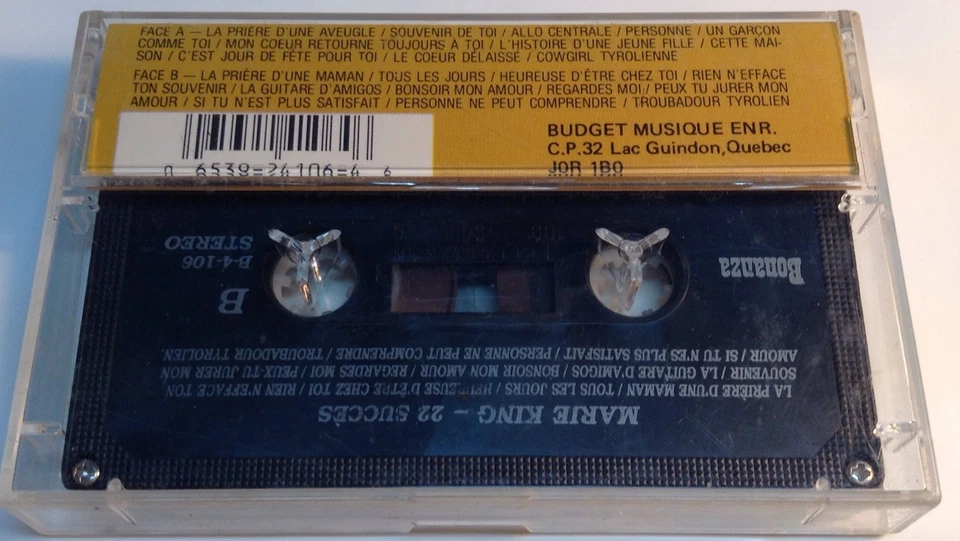 FACE A — LA PRIÈRE D'UNE AVEUGLE / SOUVENIR DE TOI / ALLO CENTRALE / PERSONNE / UN GARÇON
COMME TOI / MON COEUR RETOURNE TOUJOURS À TOI / L'HISTOIRE D'UNE JEUNE FILLE / CETTE MAI-
SON / C'EST JOUR DE FÊTE POUR TOI / LE COEUR DÉLAISSÉ / COWGIRL TYROLIENNE
FACE B — LA PRIÈRE D'UNE MAMAN / TOUS LES JOURS / HEUREUSE D'ÊTRE CHEZ TOI / RIEN N'EFFACE
TON SOUVENIR / LA GUITARE D'AMIGOS / BONSOIR MON AMOUR / REGARDES MOI / PEUX TU JURER MON
AMOUR / SI TU N'EST PLUS SATISFAIT / PERSONNE NE PEUT COMPRENDRE / TROUBADOUR TYROLIEN
BUDGET MUSIQUE ENR.
C.P.32 Lac Guindon, Quebec
J0R 1B0
0 6539-24106-4 6
MARIE KING – 22 SUCCÈS
LA PRIÈRE D'UNE MAMAN / TOUS LES JOURS / HEUREUSE D'ÊTRE CHEZ TOI / RIEN N'EFFACE TON
SOUVENIR / LA GUITARE D'AMIGOS / BONSOIR MON AMOUR / REGARDES MOI / PEUX-TU JURER MON
AMOUR / SI TU N'ES PLUS SATISFAIT / PERSONNE NE PEUT COMPRENDRE / TROUBADOUR TYROLIEN.
Bonanza
B
B-4-106
STEREO